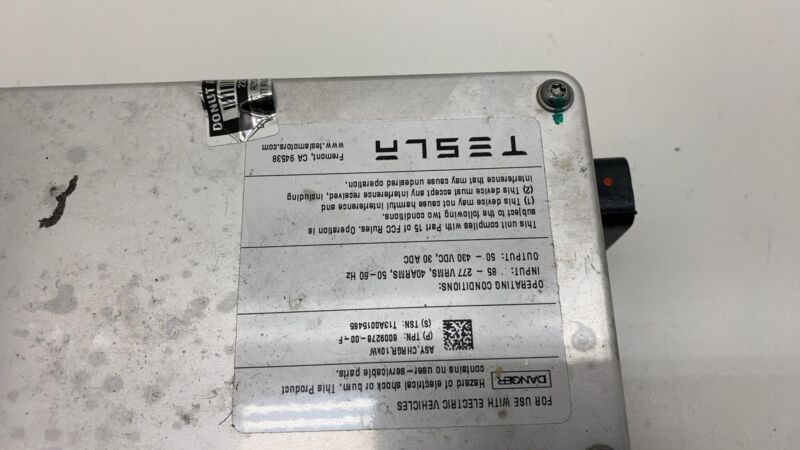 FOR USE WITH ELECTRIC VEHICLES
DANGER
Hazard of electrical shock or burn. This Product
contains no user-serviceable parts.
ASY,CHRGR,10kW
(P) TPN: 6009278-00-F
(S) TSN: T13A0015465
OPERATING CONDITIONS:
INPUT: 85 - 277 VRMS, 40ARMS, 50-60 Hz
OUTPUT: 50 - 430 VDC, 30 ADC
This unit complies with Part 15 of FCC Rules. Operation is
subject to the following two conditions.
(1) This device may not cause harmful interference and
(2) This device must accept any interference received, including
interference that may cause undesired operation.
TESLA
Fremont, CA 94538
www.teslamotors.com
DONUT